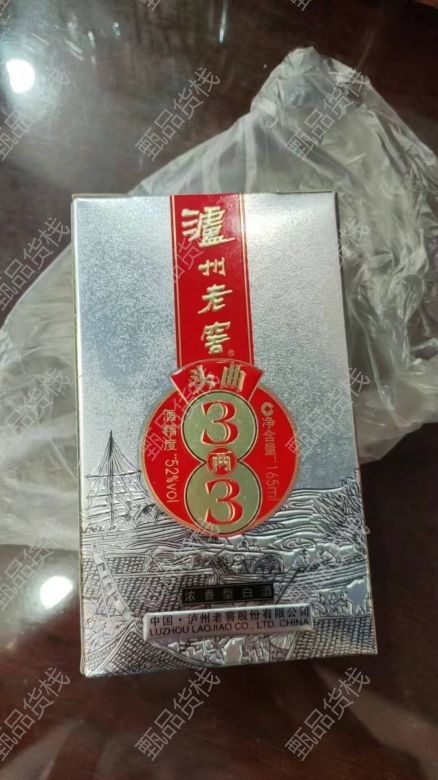 泸州老窖®
头曲
3
两
3
酒精度:52%vol
净含量:165ml
浓香型白酒
中国·泸州老窖股份有限公司
LUZHOU LAOJIAO CO., LTD. CHINA
甄品货栈